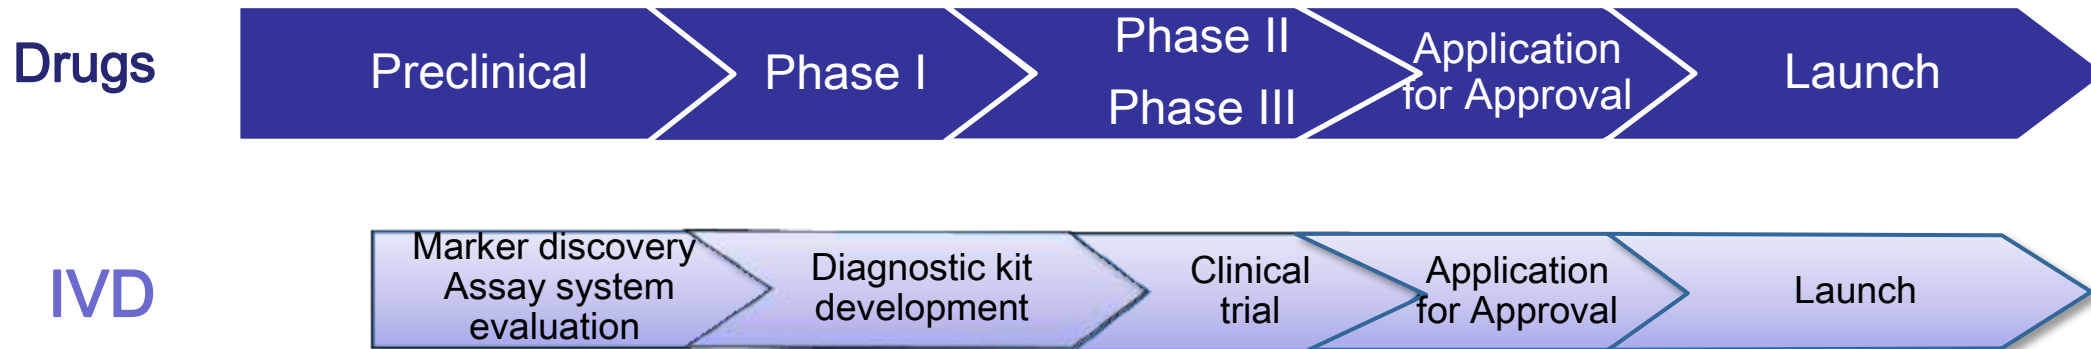 Drugs
Preclinical
Phase I
Phase II
Phase III
Application
for Approval
Launch
IVD
Marker discovery
Assay system
evaluation
Diagnostic kit
development
Clinical
trial
Application
for Approval
Launch